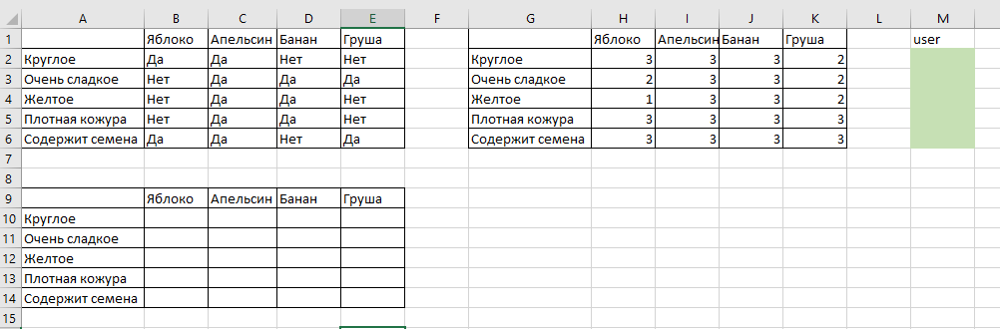 A B C D E F G H I J K L M
1 Яблоко Апельсин Банан Груша Яблоко Апельсин Банан Груша user
2 Круглое Да Да Нет Нет Круглое 3 3 3 2
3 Очень сладкое Нет Да Да Да Очень сладкое 2 3 3 2
4 Желтое Нет Да Да Нет Желтое 1 3 3 2
5 Плотная кожура Нет Да Да Нет Плотная кожура 3 3 3 3
6 Содержит семена Да Да Нет Да Содержит семена 3 3 3 3
7
8
9 Яблоко Апельсин Банан Груша
10 Круглое
11 Очень сладкое
12 Желтое
13 Плотная кожура
14 Содержит семена
15